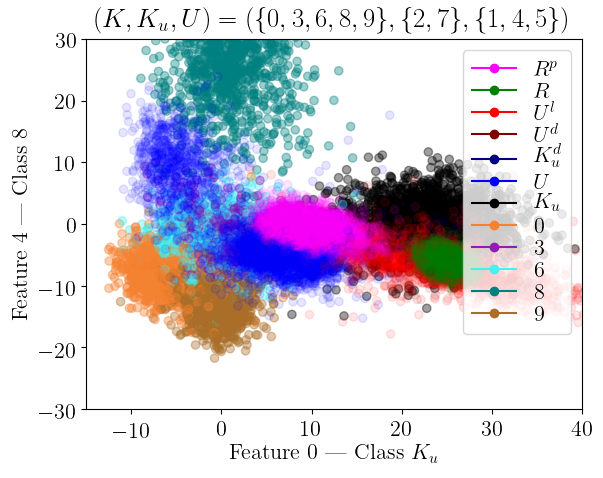 (K, K_u, U) = ({0, 3, 6, 8, 9}, {2, 7}, {1, 4, 5})
30
20
10
0
−10
−20
−30
Feature 4 — Class 8
−10
0
10
20
30
40
Feature 0 — Class K_u
R^p
R
U^l
U^d
K_u^d
U
K_u
0
3
6
8
9